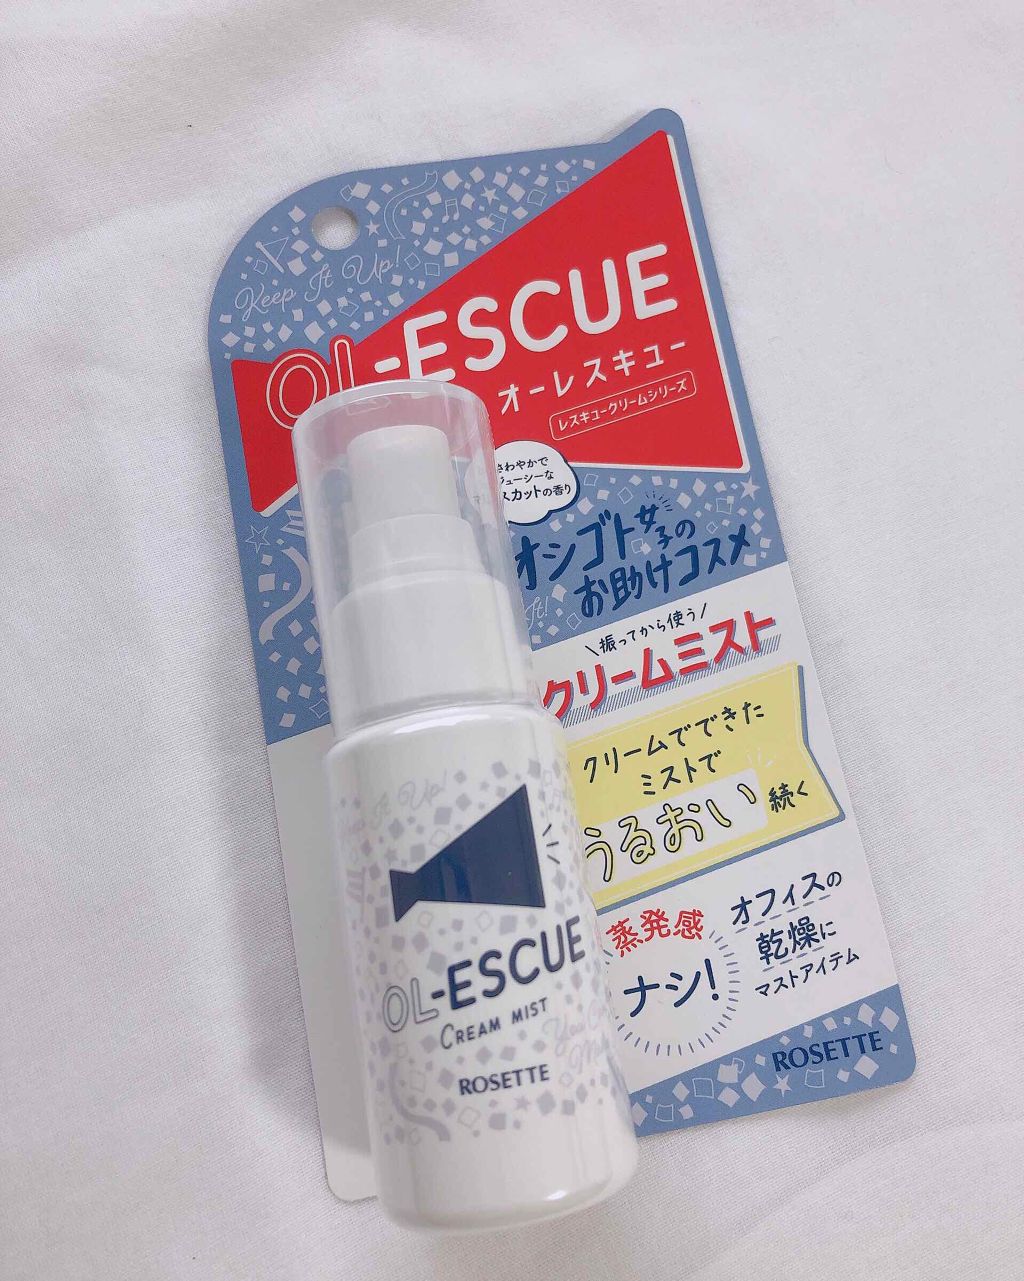 Keep It Up!
OL-ESCUE
オーレスキュー
レスキュークリームシリーズ
さわやかで
ューシーな
スカットの香り
オシゴト女子の
お助けコスメ
It!
\振ってから使う/
クリームミスト
クリームでできた
ミストで
うるおい続く
蒸発感
ナシ!
オフィスの
乾燥に
マストアイテム
ROSETTE
It Up!
OL-ESCUE
CREAM MIST
ROSETTE
You